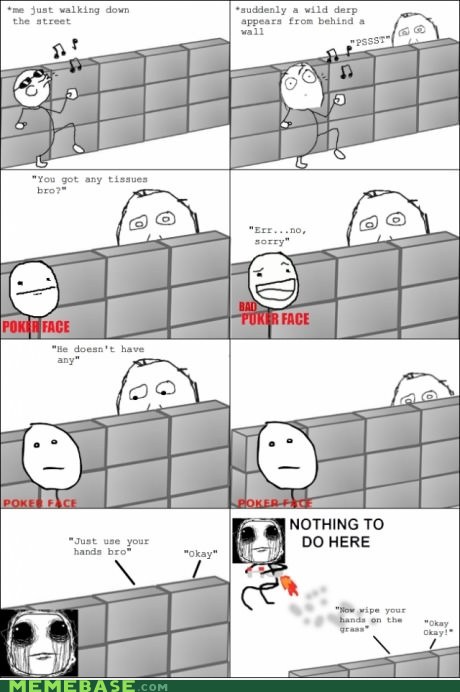 *me just walking down
the street
*suddenly a wild derp
appears from behind a
wall
"PSSST"
"You got any tissues
bro?"
POKER FACE
"Err...no,
sorry"
BAD
POKER FACE
"He doesn't have
any"
POKER FACE
POKER FACE
"Just use your
hands bro"
"Okay"
NOTHING TO
DO HERE
"Now wipe your
hands on the
grass"
"Okay
Okay!"
MEMEBASE.COM